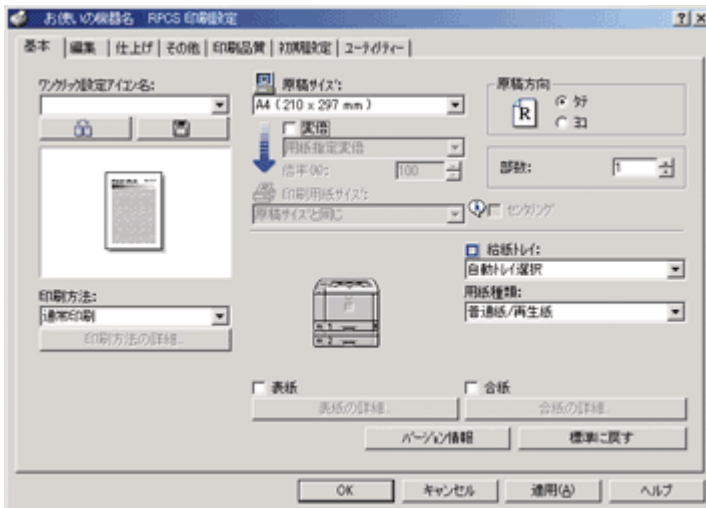 お使いの機器名 RPCS 印刷設定
基本 編集 仕上げ その他 印刷品質 初期設定 ユーティリティー
ワンクリック設定アイコン名:
原稿サイズ:
A4 (210 x 297 mm)
変倍
用紙指定変倍
倍率(%): 100
印刷用紙サイズ:
原稿サイズと同じ
原稿方向
タテ
ヨコ
部数: 1
センタリング
印刷方法:
通常印刷
印刷方法の詳細...
給紙トレイ:
自動トレイ選択
用紙種類:
普通紙/再生紙
表紙
表紙の詳細...
合紙
合紙の詳細...
バージョン情報
標準に戻す
OK キャンセル 適用(A) ヘルプ